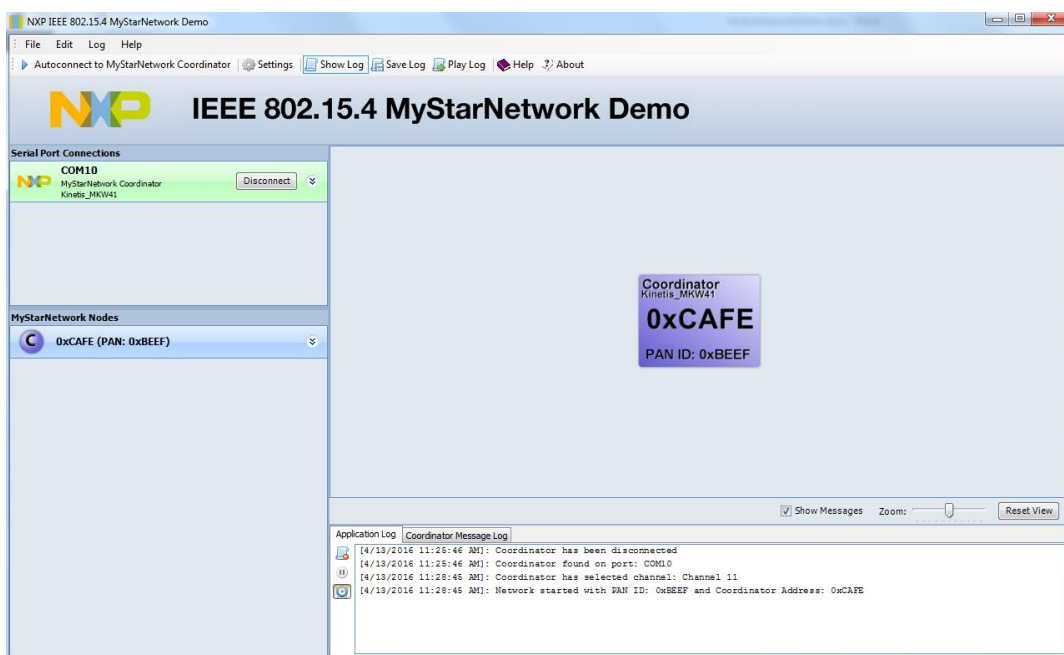 NXP IEEE 802.15.4 MyStarNetwork Demo
File Edit Log Help
Autoconnect to MyStarNetwork Coordinator Settings Show Log Save Log Play Log Help About
NXP IEEE 802.15.4 MyStarNetwork Demo
Serial Port Connections
NXP COM10
MyStarNetwork Coordinator
Kinetis_MKW41
Disconnect
MyStarNetwork Nodes
C 0xCAFE (PAN: 0xBEEF)
Coordinator
Kinetis_MKW41
0xCAFE
PAN ID: 0xBEEF
Show Messages Zoom: Reset View
Application Log Coordinator Message Log
[4/13/2016 11:25:46 AM]: Coordinator has been disconnected
[4/13/2016 11:25:46 AM]: Coordinator found on port: COM10
[4/13/2016 11:28:45 AM]: Coordinator has selected channel: Channel 11
[4/13/2016 11:28:45 AM]: Network started with PAN ID: 0xBEEF and Coordinator Address: 0xCAFE